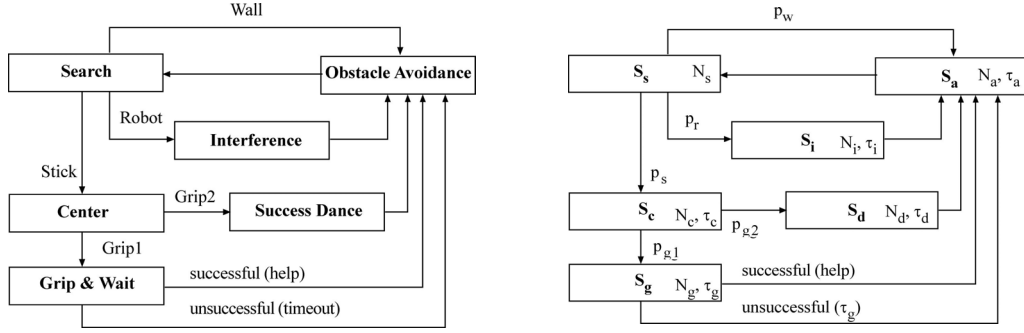 Wall
Search
Obstacle Avoidance
Robot
Interference
Stick
Grip2
Center
Success Dance
Grip1
Grip & Wait
successful (help)
unsuccessful (timeout)
p_w
S_s N_s
S_a N_a, τ_a
p_r
S_i N_i, τ_i
p_s
S_c N_c, τ_c
p_g2
S_d N_d, τ_d
p_g1
S_g N_g, τ_g
successful (help)
unsuccessful (τ_g)